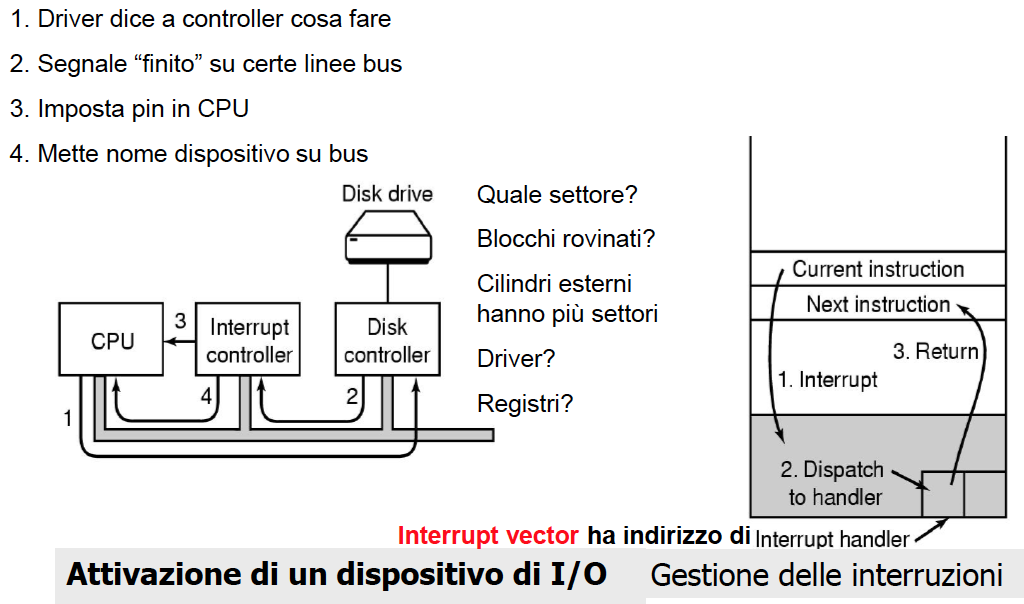 1. Driver dice a controller cosa fare
2. Segnale “finito” su certe linee bus
3. Imposta pin in CPU
4. Mette nome dispositivo su bus
Disk drive
CPU
3
Interrupt
controller
Disk
controller
1
4
2
Quale settore?
Blocchi rovinati?
Cilindri esterni
hanno più settori
Driver?
Registri?
Current instruction
Next instruction
3. Return
1. Interrupt
2. Dispatch
to handler
Interrupt vector ha indirizzo di Interrupt handler
Attivazione di un dispositivo di I/O
Gestione delle interruzioni